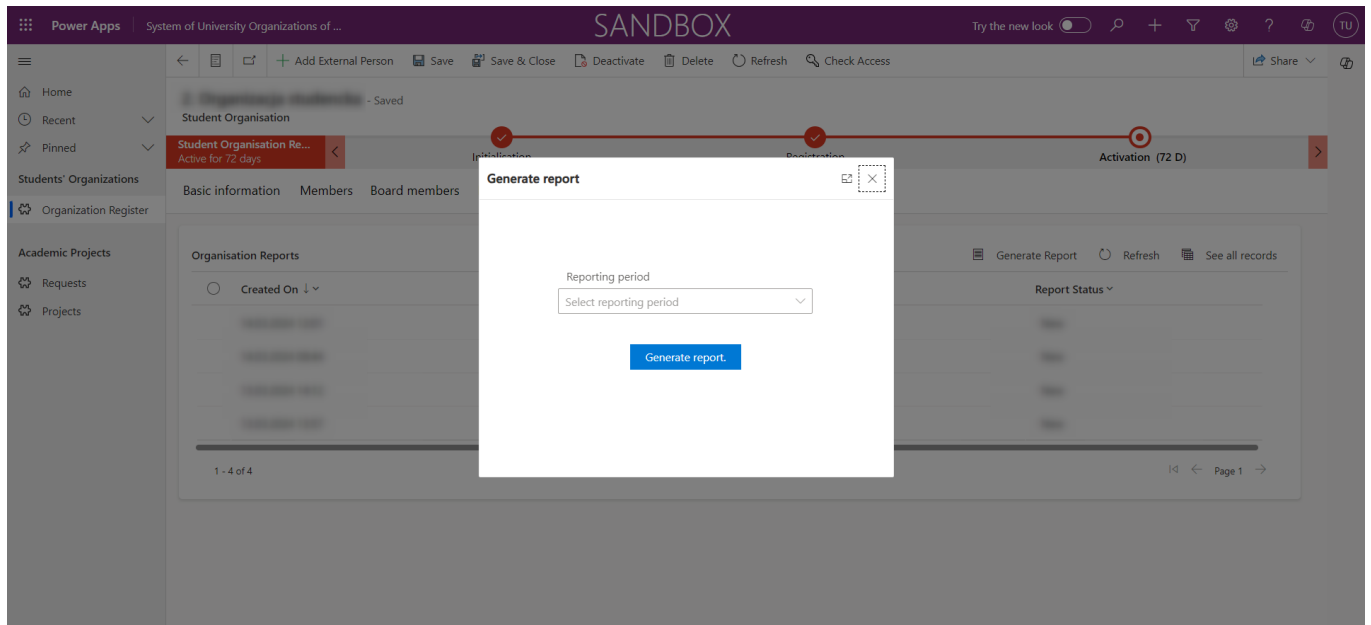 Power Apps
System of University Organizations of ...
SANDBOX
Try the new look
TU
Add External Person
Save
Save & Close
Deactivate
Delete
Refresh
Check Access
Share
Home
Recent
Pinned
Students' Organizations
Organization Register
Academic Projects
Requests
Projects
- Saved
Student Organisation
Student Organisation Re...
Active for 72 days
Initialisation
Registration
Activation (72 D)
Basic information
Members
Board members
Organisation Reports
Generate Report
Refresh
See all records
Created On
Report Status
1 - 4 of 4
Page 1
Generate report
Reporting period
Select reporting period
Generate report.